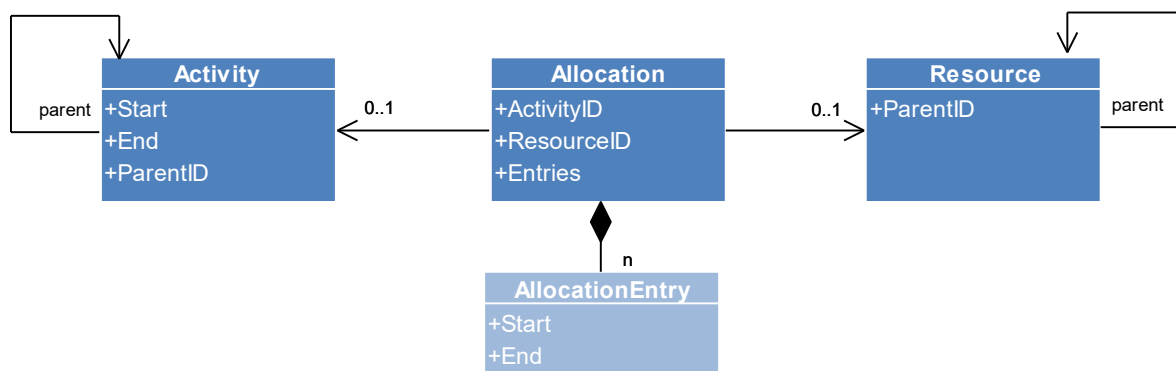 Activity
+Start
+End
+ParentID
parent
0..1
Allocation
+ActivityID
+ResourceID
+Entries
0..1
Resource
+ParentID
parent
n
AllocationEntry
+Start
+End